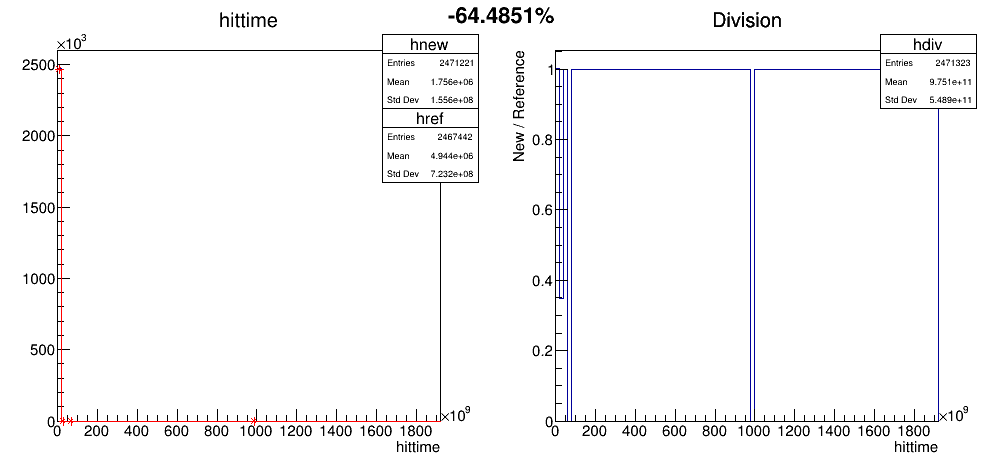 -64.4851%
hittime
×10³
2500
2000
1500
1000
500
0
0 200 400 600 800 1000 1200 1400 1600 1800
×10⁹
hittime
hnew
Entries 2471221
Mean 1.756e+06
Std Dev 1.556e+08
href
Entries 2467442
Mean 4.944e+06
Std Dev 7.232e+08
Division
New / Reference
1
0.8
0.6
0.4
0.2
0
0 200 400 600 800 1000 1200 1400 1600 1800
×10⁹
hittime
hdiv
Entries 2471323
Mean 9.751e+11
Std Dev 5.489e+11